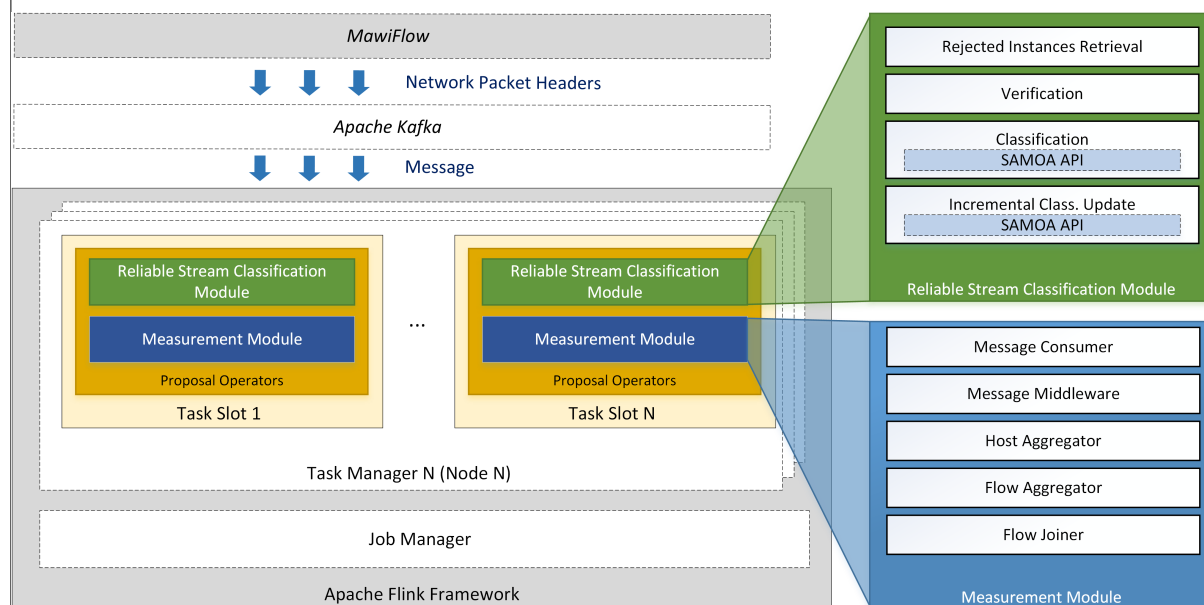 MawiFlow
Network Packet Headers
Apache Kafka
Message
Reliable Stream Classification
Module
Measurement Module
Proposal Operators
Task Slot 1
...
Reliable Stream Classification
Module
Measurement Module
Proposal Operators
Task Slot N
Task Manager N (Node N)
Job Manager
Apache Flink Framework
Rejected Instances Retrieval
Verification
Classification
SAMOA API
Incremental Class. Update
SAMOA API
Reliable Stream Classification Module
Message Consumer
Message Middleware
Host Aggregator
Flow Aggregator
Flow Joiner
Measurement Module